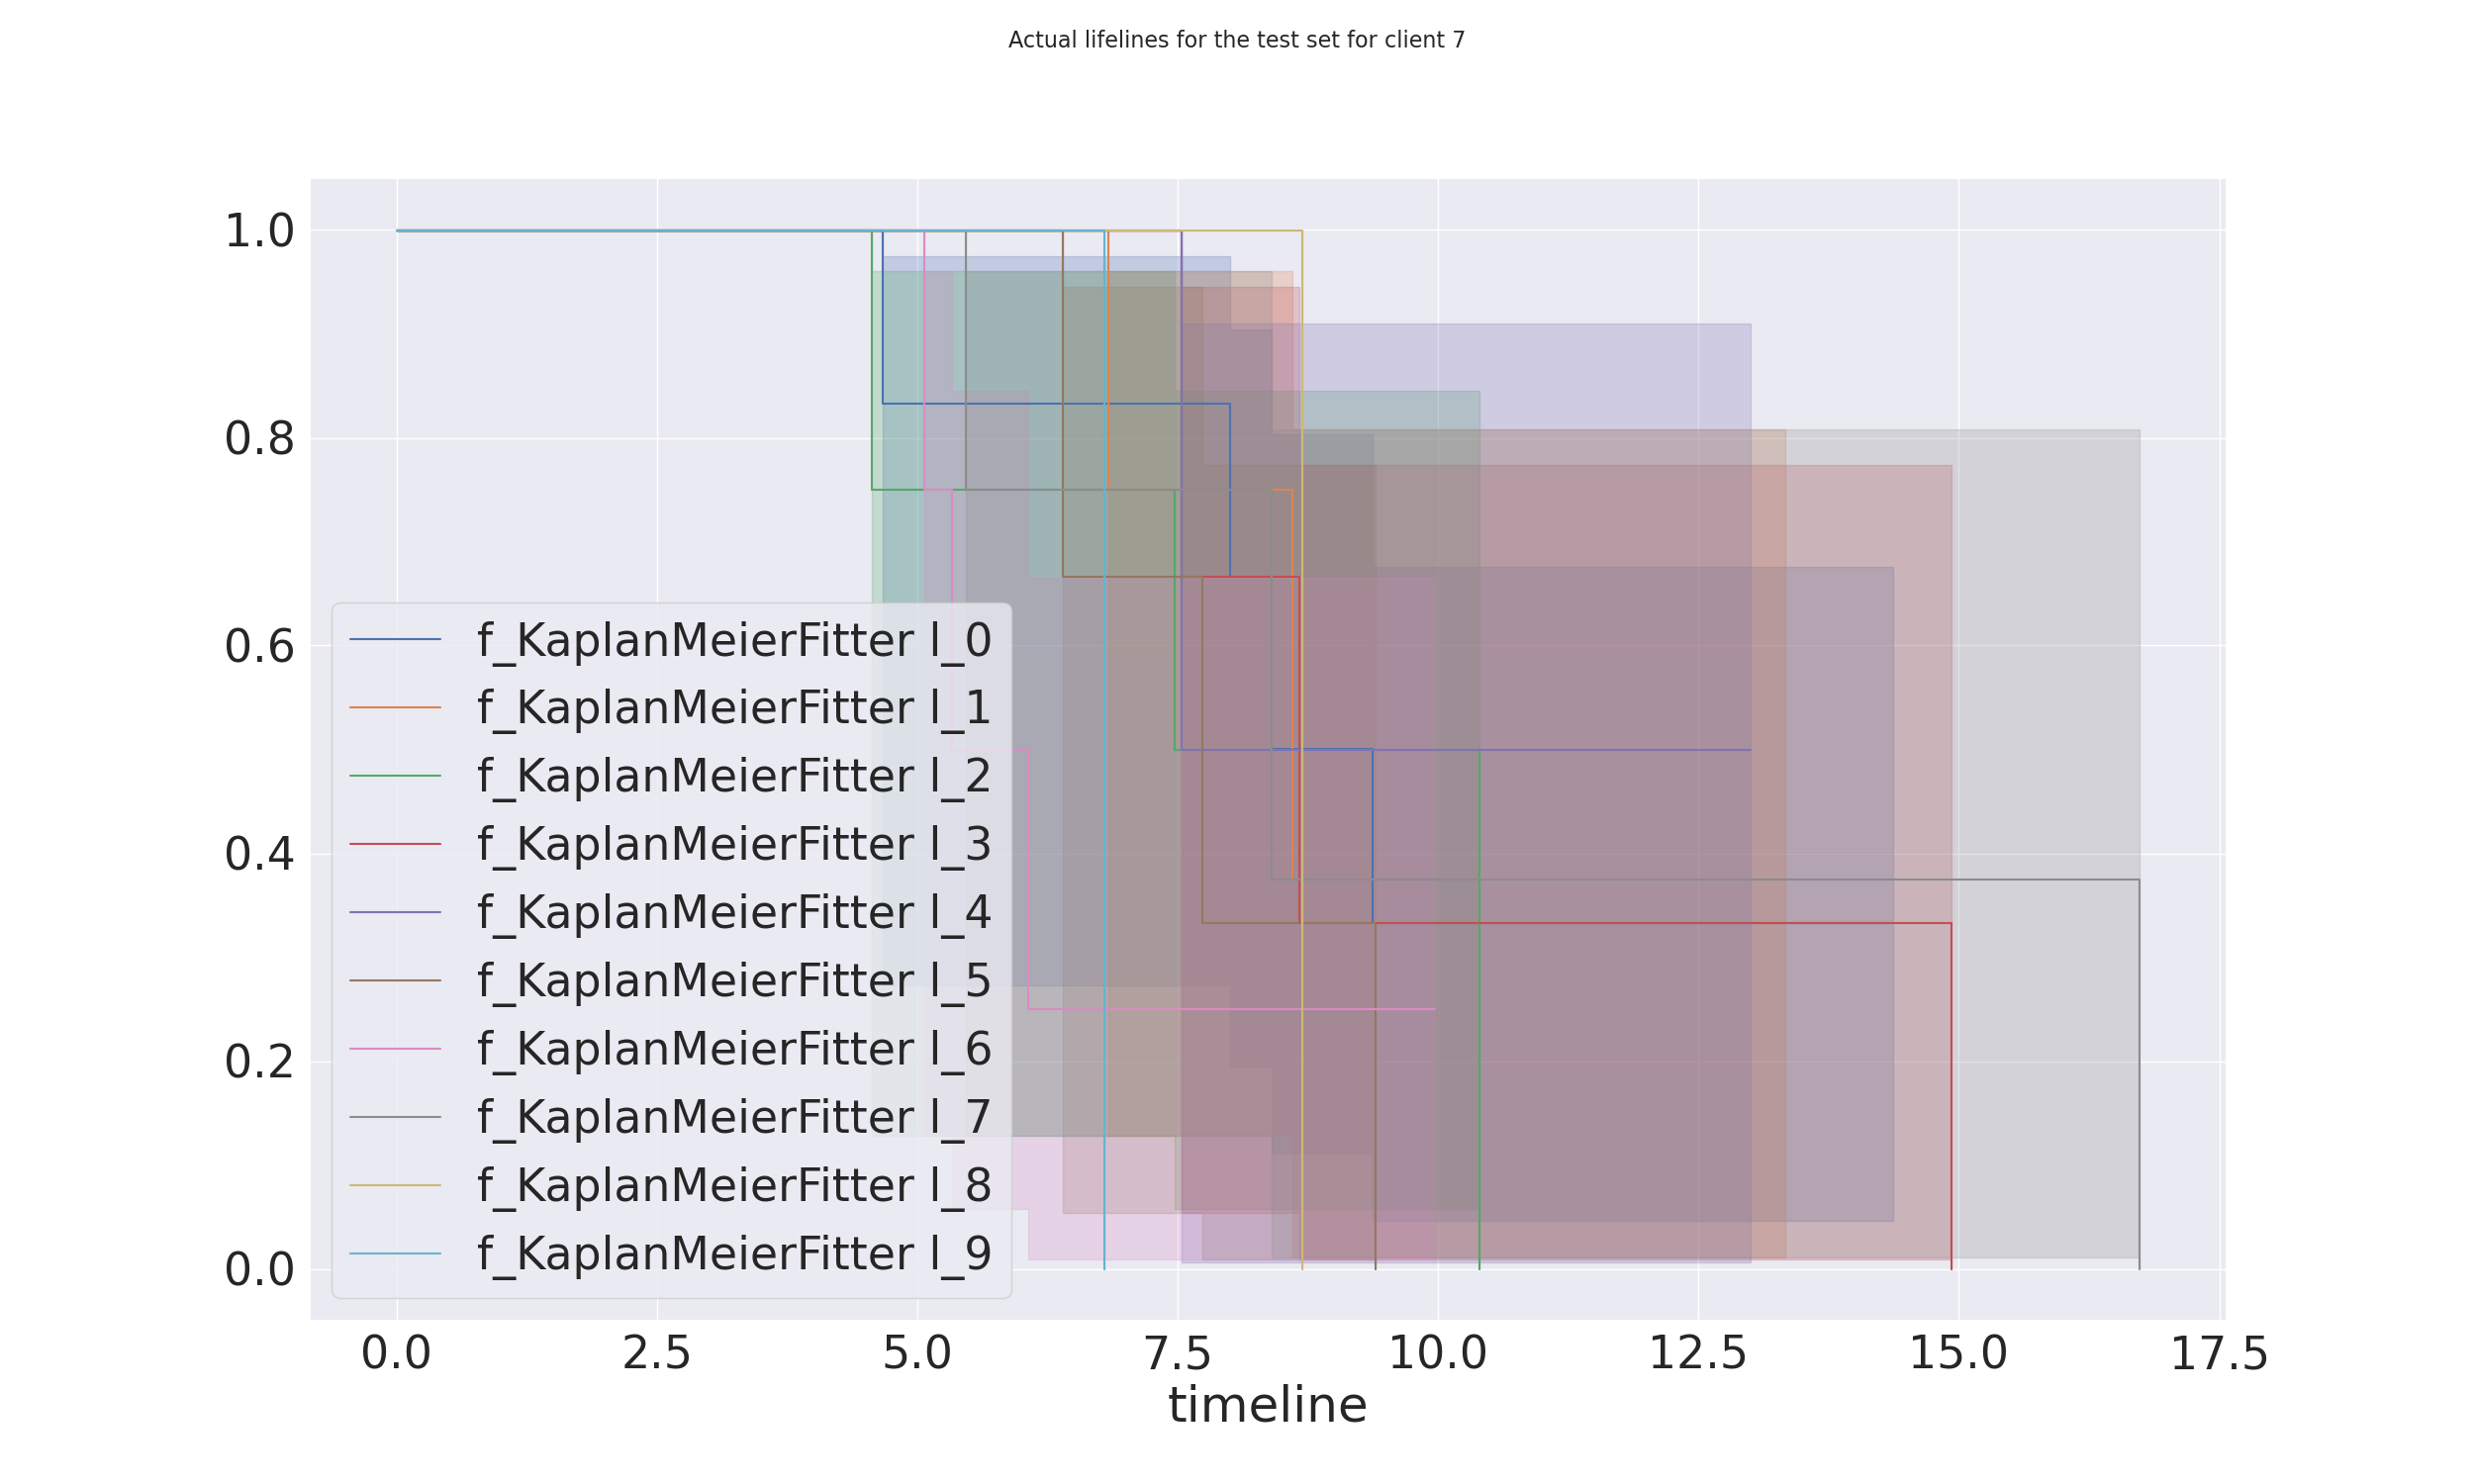 Actual lifelines for the test set for client 7
1.0
0.8
0.6
0.4
0.2
0.0
f_KaplanMeierFitter l_0
f_KaplanMeierFitter l_1
f_KaplanMeierFitter l_2
f_KaplanMeierFitter l_3
f_KaplanMeierFitter l_4
f_KaplanMeierFitter l_5
f_KaplanMeierFitter l_6
f_KaplanMeierFitter l_7
f_KaplanMeierFitter l_8
f_KaplanMeierFitter l_9
0.0 2.5 5.0 7.5 10.0 12.5 15.0 17.5
timeline